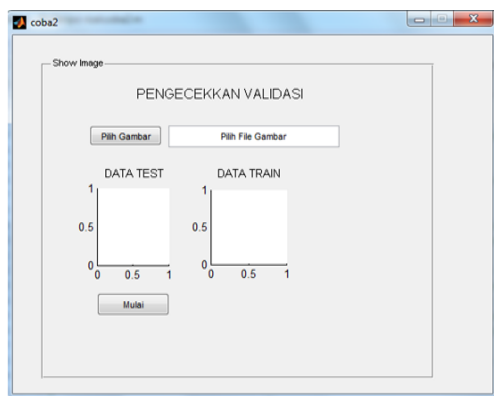 coba2
Show Image
PENGECEKKAN VALIDASI
Pilih Gambar
Pilih File Gambar
DATA TEST
DATA TRAIN
1
0.5
0
0 0.5 1
1
0.5
0
0 0.5 1
Mulai